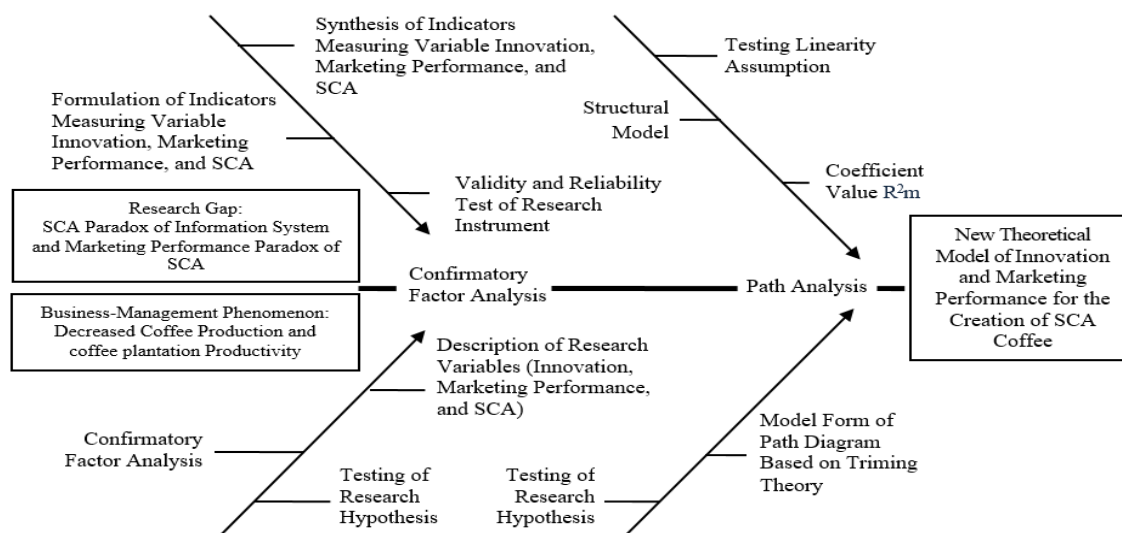 Synthesis of Indicators
Measuring Variable Innovation,
Marketing Performance, and
SCA
Formulation of Indicators
Measuring Variable
Innovation, Marketing
Performance, and SCA
Validity and Reliability
Test of Research
Instrument
Testing Linearity
Assumption
Structural
Model
Coefficient
Value R²m
Research Gap:
SCA Paradox of Information System
and Marketing Performance Paradox of
SCA
Business-Management Phenomenon:
Decreased Coffee Production and
coffee plantation Productivity
Confirmatory
Factor Analysis
Path Analysis
New Theoretical
Model of Innovation
and Marketing
Performance for the
Creation of SCA
Coffee
Description of Research
Variables (Innovation,
Marketing Performance,
and SCA)
Confirmatory
Factor Analysis
Testing of
Research
Hypothesis
Testing of
Research
Hypothesis
Model Form of
Path Diagram
Based on Triming
Theory